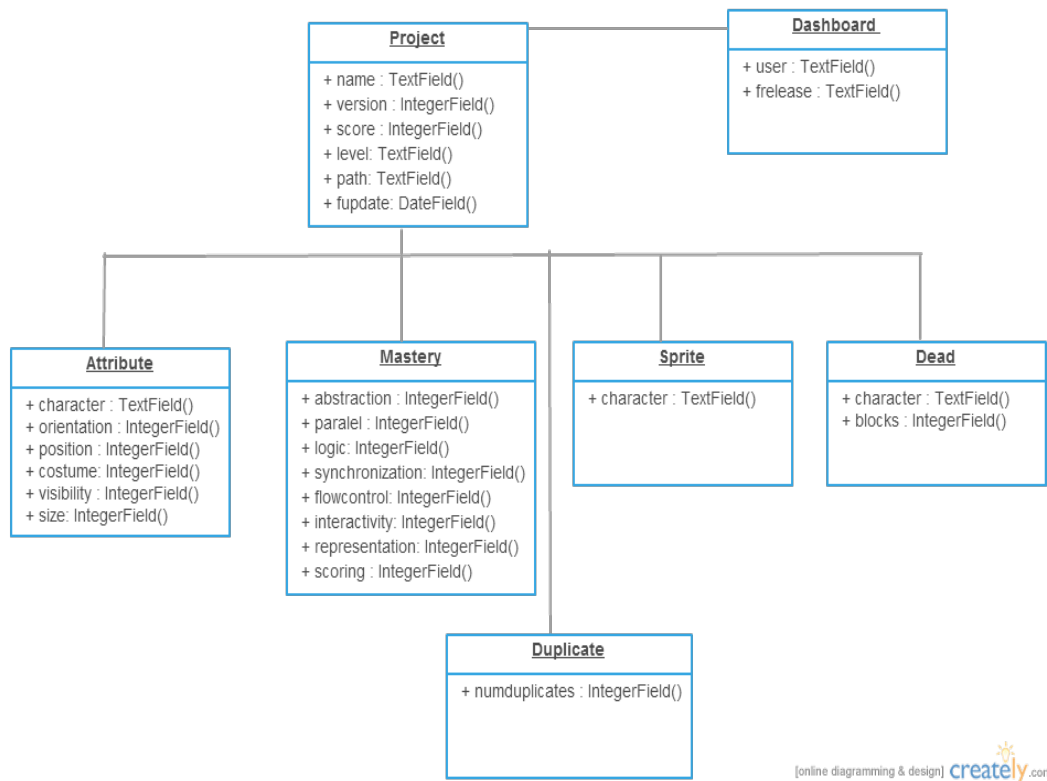 Project
+ name : TextField()
+ version : IntegerField()
+ score : IntegerField()
+ level: TextField()
+ path: TextField()
+ fupdate: DateField()
Dashboard
+ user : TextField()
+ frelease : TextField()
Attribute
+ character : TextField()
+ orientation : IntegerField()
+ position : IntegerField()
+ costume: IntegerField()
+ visibility : IntegerField()
+ size: IntegerField()
Mastery
+ abstraction : IntegerField()
+ paralel : IntegerField()
+ logic: IntegerField()
+ synchronization: IntegerField()
+ flowcontrol: IntegerField()
+ interactivity: IntegerField()
+ representation: IntegerField()
+ scoring : IntegerField()
Sprite
+ character : TextField()
Dead
+ character : TextField()
+ blocks : IntegerField()
Duplicate
+ numduplicates : IntegerField()
[online diagramming & design] creately.com